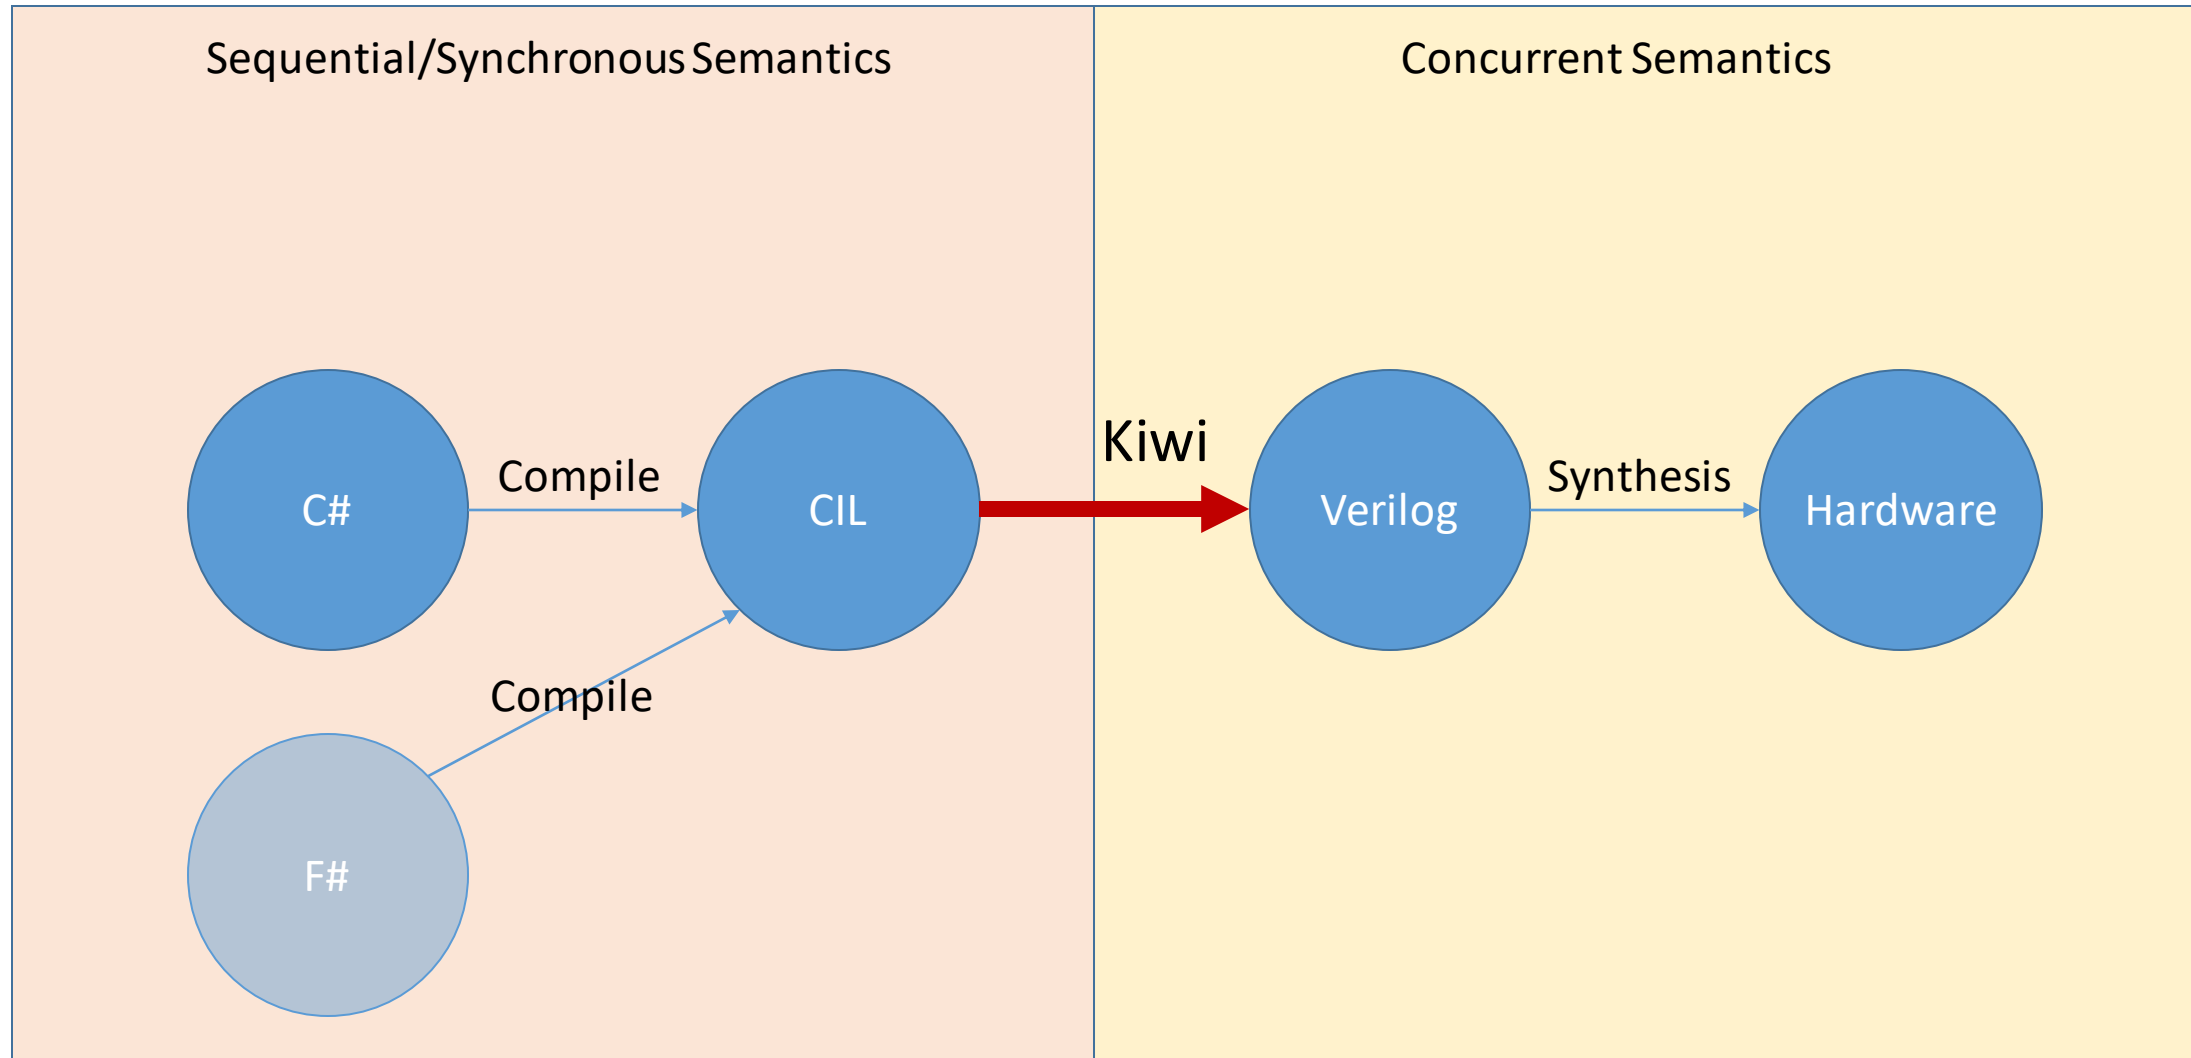 Sequential/Synchronous Semantics
Concurrent Semantics
Kiwi
Compile
Synthesis
C#
CIL
Verilog
Hardware
Compile
F#